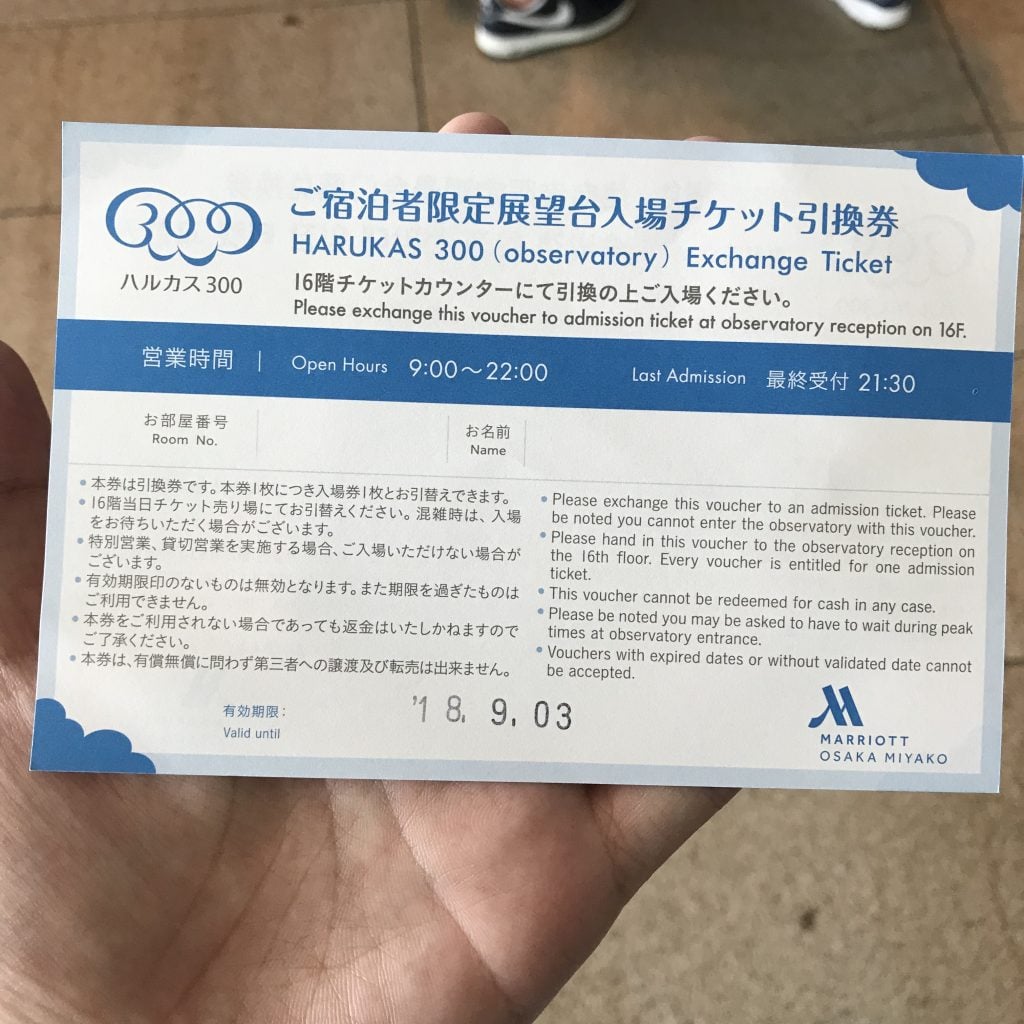 300
ハルカス300
ご宿泊者限定展望台入場チケット引換券
HARUKAS 300 (observatory) Exchange Ticket
16階チケットカウンターにて引換の上ご入場ください。
Please exchange this voucher to admission ticket at observatory reception on 16F.
営業時間 | Open Hours 9:00〜22:00 Last Admission 最終受付 21:30
お部屋番号
Room No.
お名前
Name
•本券は引換券です。本券1枚につき入場券1枚とお引替えできます。
•16階当日チケット売り場にてお引替えください。混雑時は、入場
をお待ちいただく場合がございます。
•特別営業、貸切営業を実施する場合、ご入場いただけない場合が
ございます。
•有効期限印のないものは無効となります。また期限を過ぎたものは
ご利用できません。
•本券をご利用されない場合であっても返金はいたしかねますので
ご了承ください。
•本券は、有償無償に問わず第三者への譲渡及び転売は出来ません。
•Please exchange this voucher to an admission ticket. Please
be noted you cannot enter the observatory with this voucher.
•Please hand in this voucher to the observatory reception on
the 16th floor. Every voucher is entitled for one admission
ticket.
•This voucher cannot be redeemed for cash in any case.
•Please be noted you may be asked to have to wait during peak
times at observatory entrance.
•Vouchers with expired dates or without validated date cannot
be accepted.
有効期限:
Valid until
'18. 9. 03
MARRIOTT
OSAKA MIYAKO